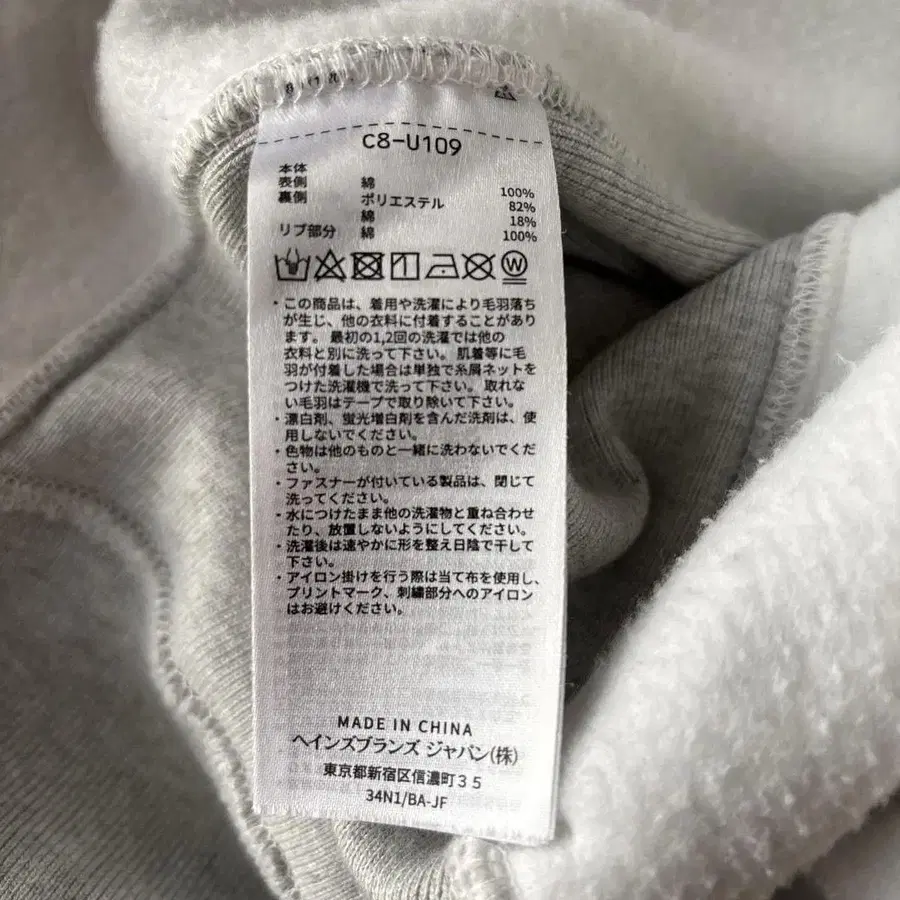 C8-U109
本体
表側 綿 100%
裏側 ポリエステル 82%
綿 18%
リブ部分 綿 100%
W
・この商品は、着用や洗濯により毛羽落ち
が生じ、他の衣料に付着することがあり
ます。最初の1,2回の洗濯では他の
衣料と別に洗って下さい。肌着等に毛
羽が付着した場合は単独で糸屑ネットを
つけた洗濯機で洗って下さい。取れな
い毛羽はテープで取り除いて下さい。
・漂白剤、蛍光増白剤を含んだ洗剤は、使
用しないでください。
・色物は他のものと一緒に洗わないでくだ
さい。
・ファスナーが付いている製品は、閉じて
洗ってください。
・水につけたまま他の洗濯物と重ね合わせ
たり、放置しないようにしてください。
・洗濯後は速やかに形を整え日陰で干して
下さい。
・アイロン掛けを行う際は当て布を使用し、
プリントマーク、刺繍部分へのアイロン
はお避けください。
MADE IN CHINA
ヘインズブランズ ジャパン(株)
東京都新宿区信濃町35
34N1/BA-JF